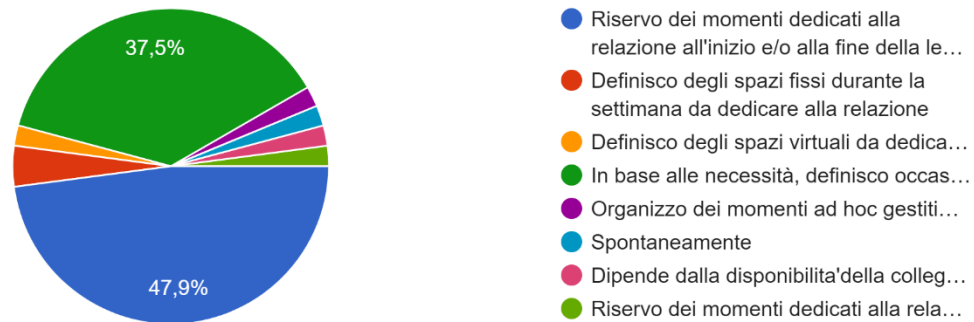 37,5%
47,9%
Riservo dei momenti dedicati alla
relazione all'inizio e/o alla fine della le…
Definisco degli spazi fissi durante la
settimana da dedicare alla relazione
Definisco degli spazi virtuali da dedica…
In base alle necessità, definisco occas…
Organizzo dei momenti ad hoc gestiti…
Spontaneamente
Dipende dalla disponibilita'della colleg…
Riservo dei momenti dedicati alla rela…